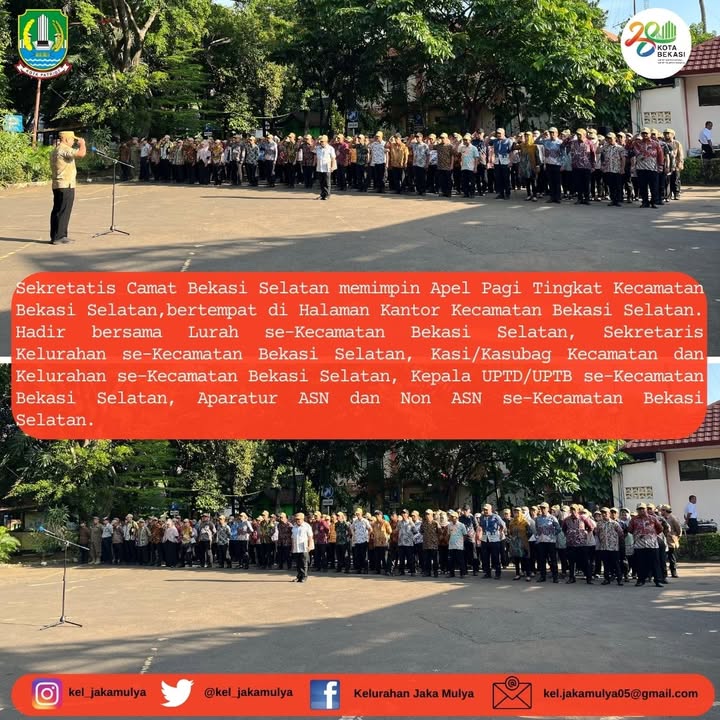 KOTA PATRIOT
28
KOTA
BEKASI
Sekretatis Camat Bekasi Selatan memimpin Apel Pagi Tingkat Kecamatan
Bekasi Selatan,bertempat di Halaman Kantor Kecamatan Bekasi Selatan.
Hadir bersama Lurah se-Kecamatan Bekasi Selatan, Sekretaris
Kelurahan se-Kecamatan Bekasi Selatan, Kasi/Kasubag Kecamatan dan
Kelurahan se-Kecamatan Bekasi Selatan, Kepala UPTD/UPTB se-Kecamatan
Bekasi Selatan, Aparatur ASN dan Non ASN se-Kecamatan Bekasi
Selatan.
kel_jakamulya
@kel_jakamulya
Kelurahan Jaka Mulya
kel.jakamulya05@gmail.com